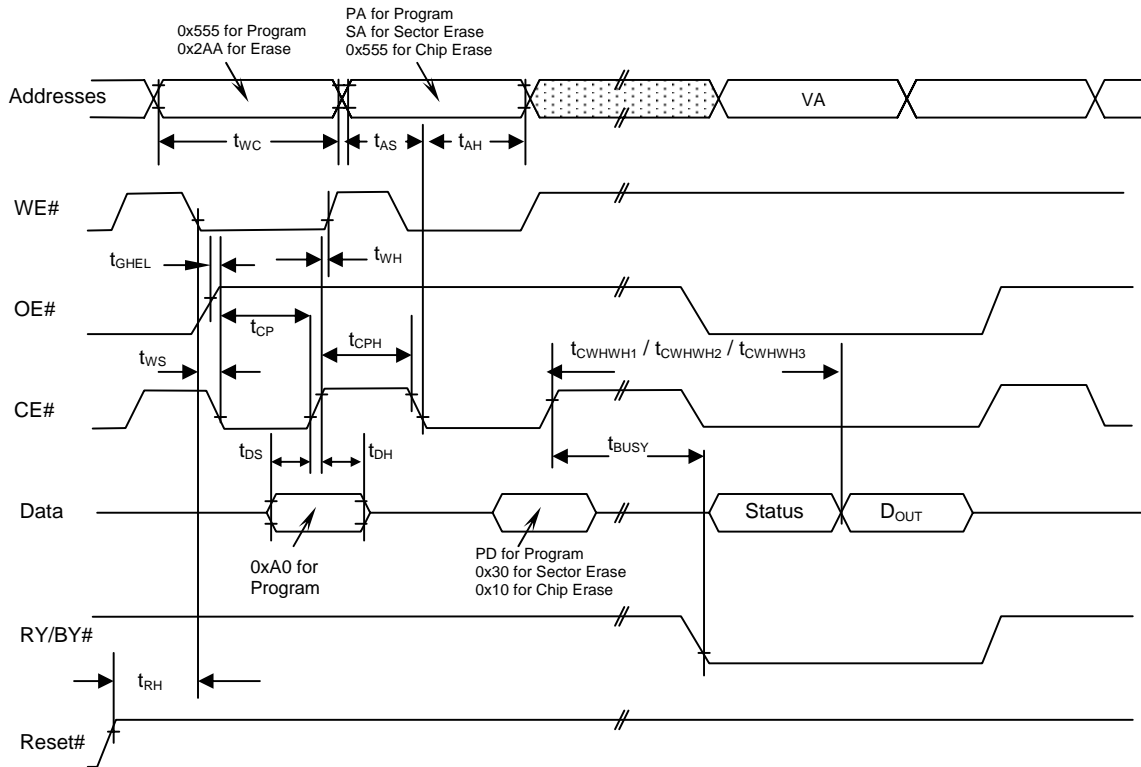 0x555 for Program
0x2AA for Erase
PA for Program
SA for Sector Erase
0x555 for Chip Erase
Addresses
VA
tWC
tAS
tAH
WE#
tGHEL
tWH
OE#
tCP
tCPH
tWS
tCWHWH1 / tCWHWH2 / tCWHWH3
CE#
tDS
tDH
tBUSY
Data
Status
DOUT
0xA0 for
Program
PD for Program
0x30 for Sector Erase
0x10 for Chip Erase
RY/BY#
tRH
Reset#